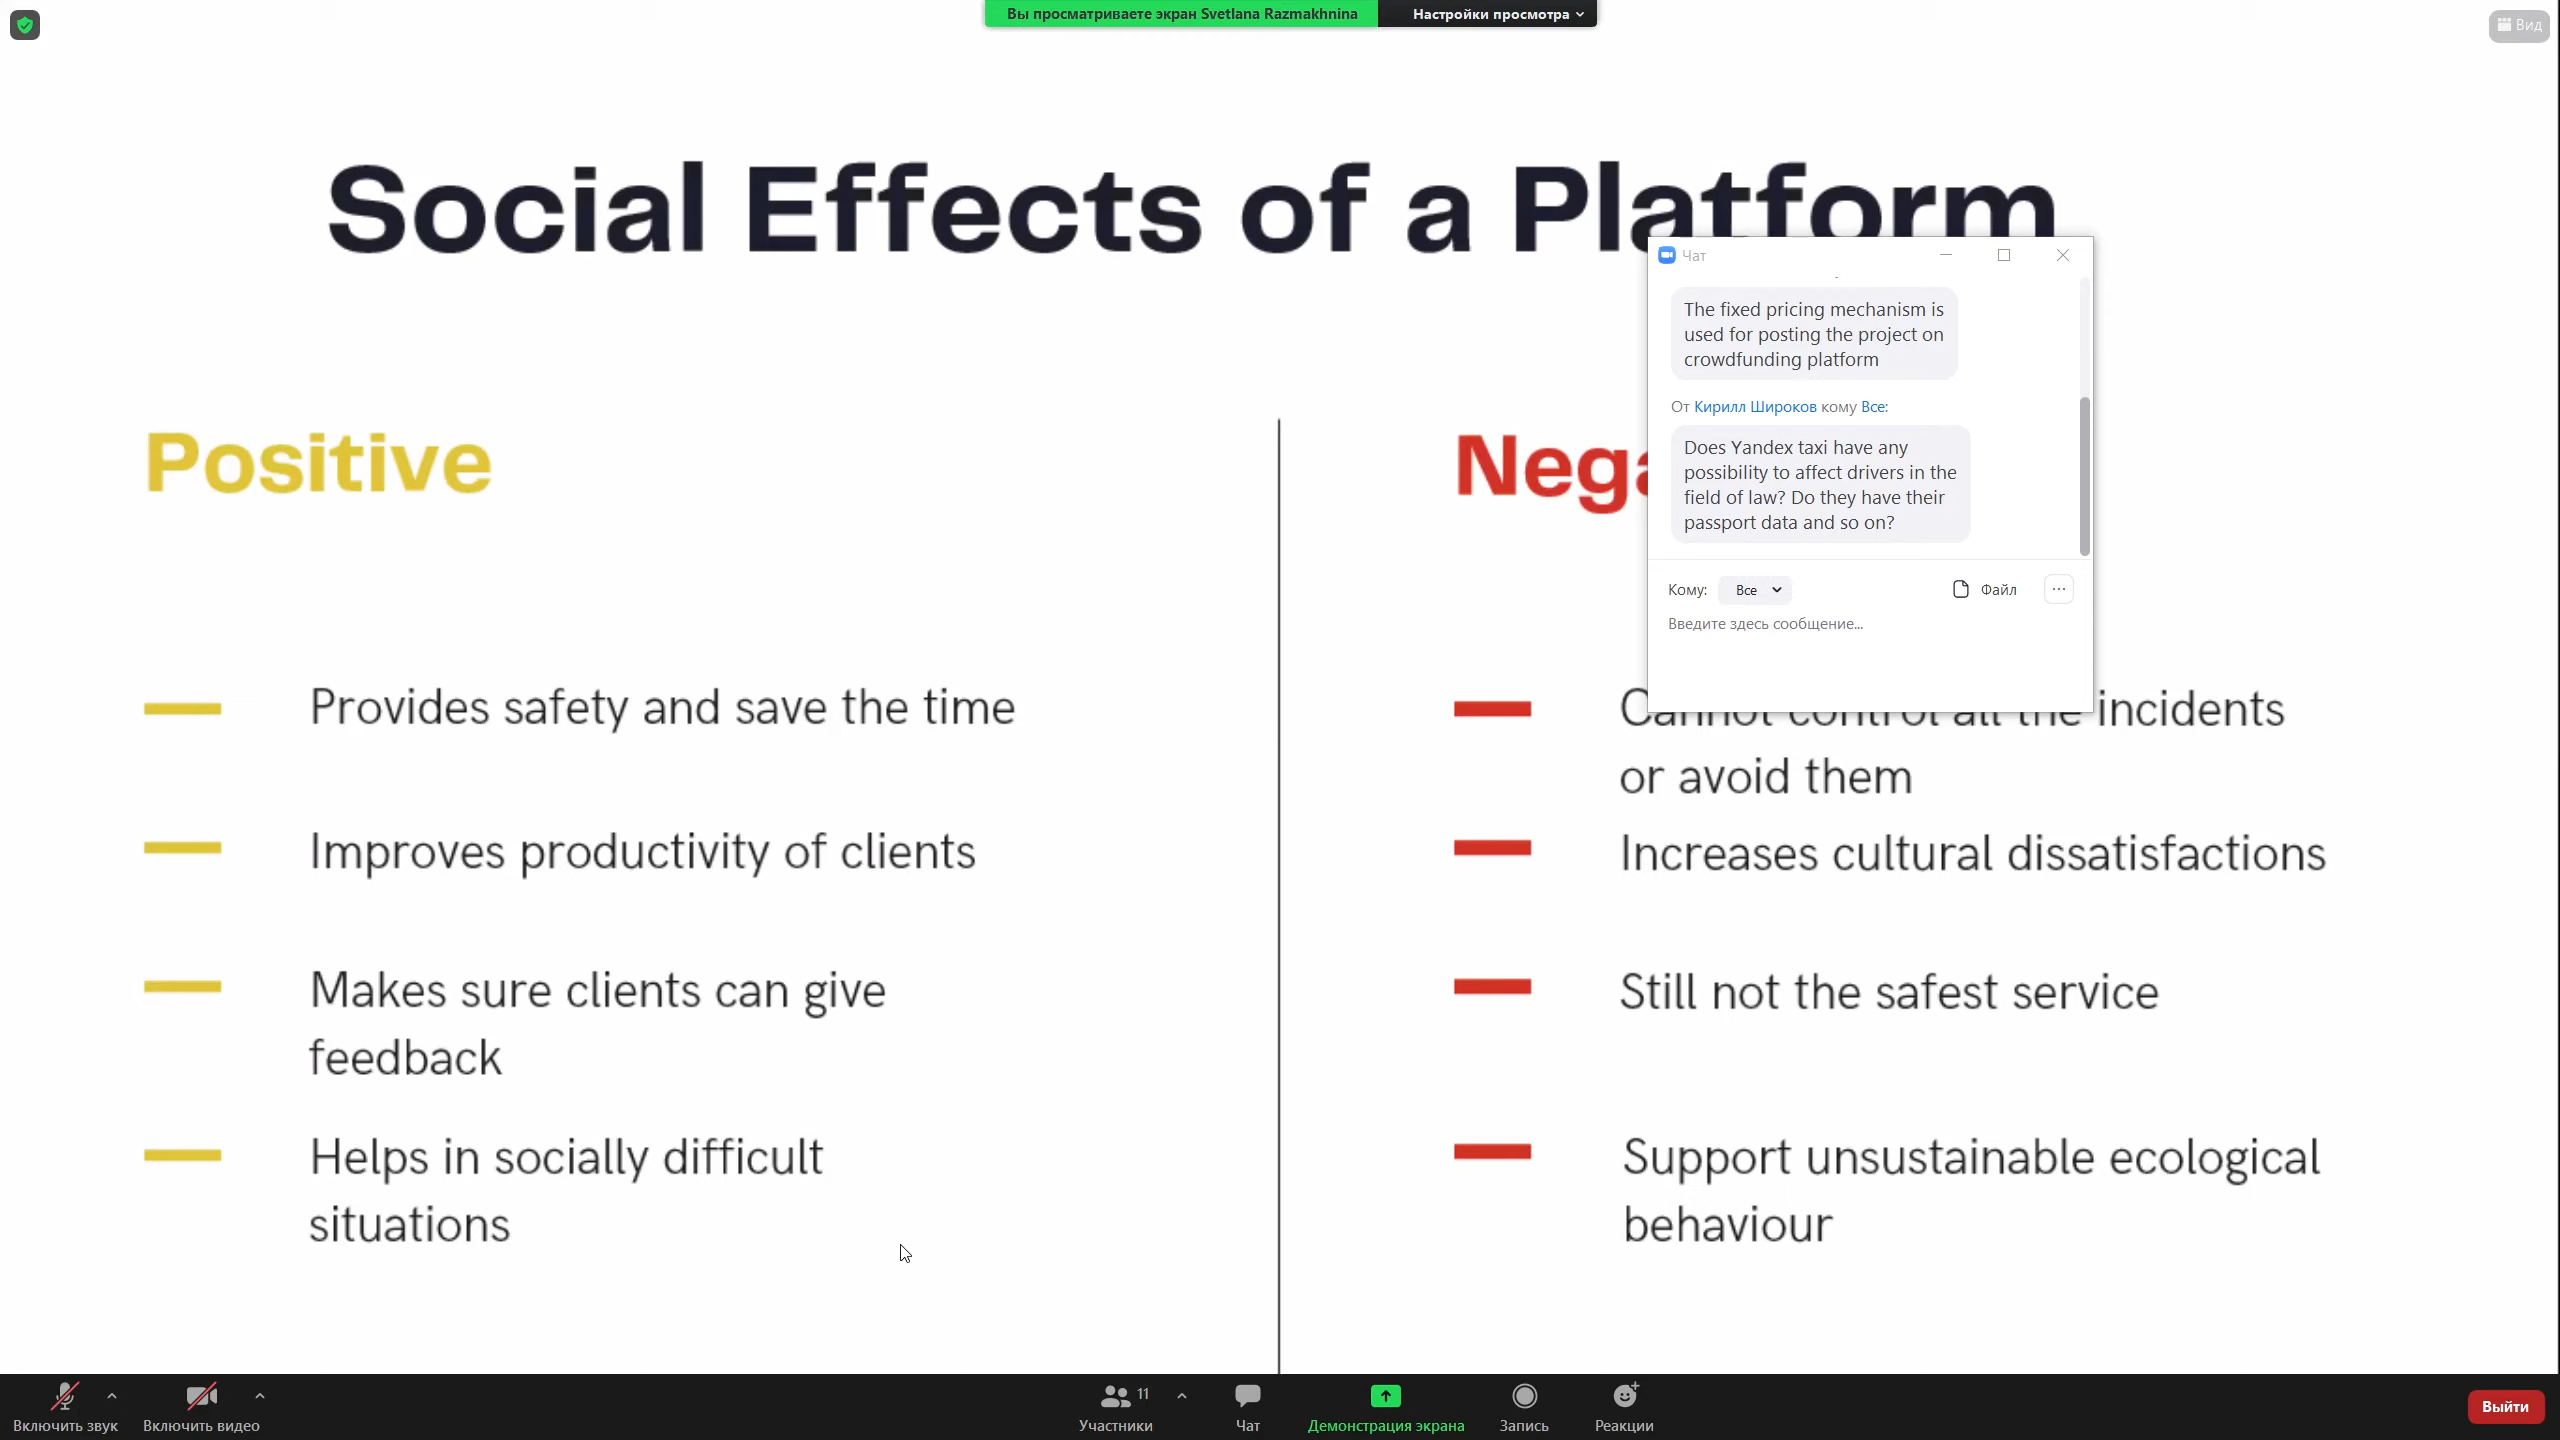 Вы просматриваете экран Svetlana Razmakhnina
Настройки просмотра
Вид
Social Effects of a Platform
Чат
The fixed pricing mechanism is
used for posting the project on
crowdfunding platform
От Кирилл Широков кому Все:
Does Yandex taxi have any
possibility to affect drivers in the
field of law? Do they have their
passport data and so on?
Кому: Все
Файл
Введите здесь сообщение...
Positive
Provides safety and save the time
Improves productivity of clients
Makes sure clients can give
feedback
Helps in socially difficult
situations
Nega
Cannot control all the incidents
or avoid them
Increases cultural dissatisfactions
Still not the safest service
Support unsustainable ecological
behaviour
Включить звук
Включить видео
11
Участники
Чат
Демонстрация экрана
Запись
Реакции
Выйти